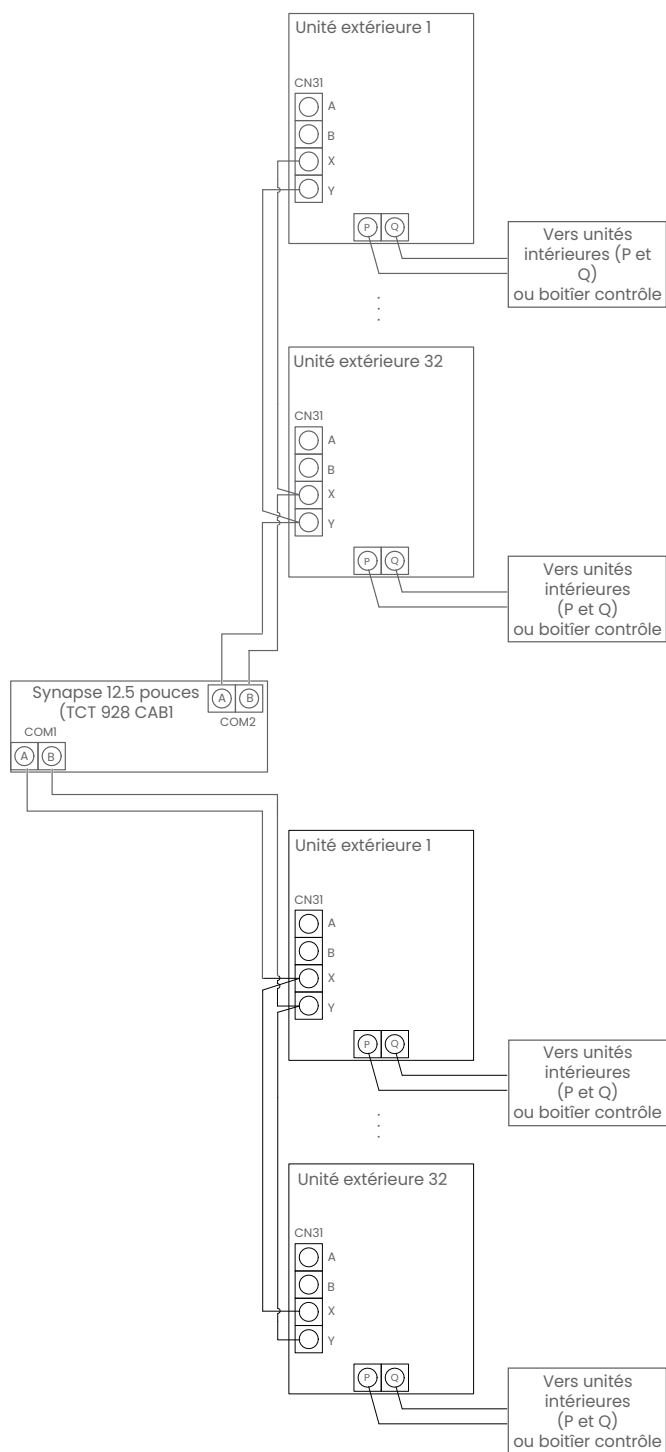 Unité extérieure 1
CN31
A
B
X
Y
P
Q
Vers unités
intérieures (P et
Q)
ou boitîer contrôle
.
.
.
Unité extérieure 32
CN31
A
B
X
Y
P
Q
Vers unités
intérieures
(P et Q)
ou boitîer contrôle
Synapse 12.5 pouces
(TCT 928 CAB1
A
B
COM2
COM1
A
B
Unité extérieure 1
CN31
A
B
X
Y
P
Q
Vers unités
intérieures
(P et Q)
ou boitîer contrôle
.
.
.
Unité extérieure 32
CN31
A
B
X
Y
P
Q
Vers unités
intérieures
(P et Q)
ou boitîer contrôle